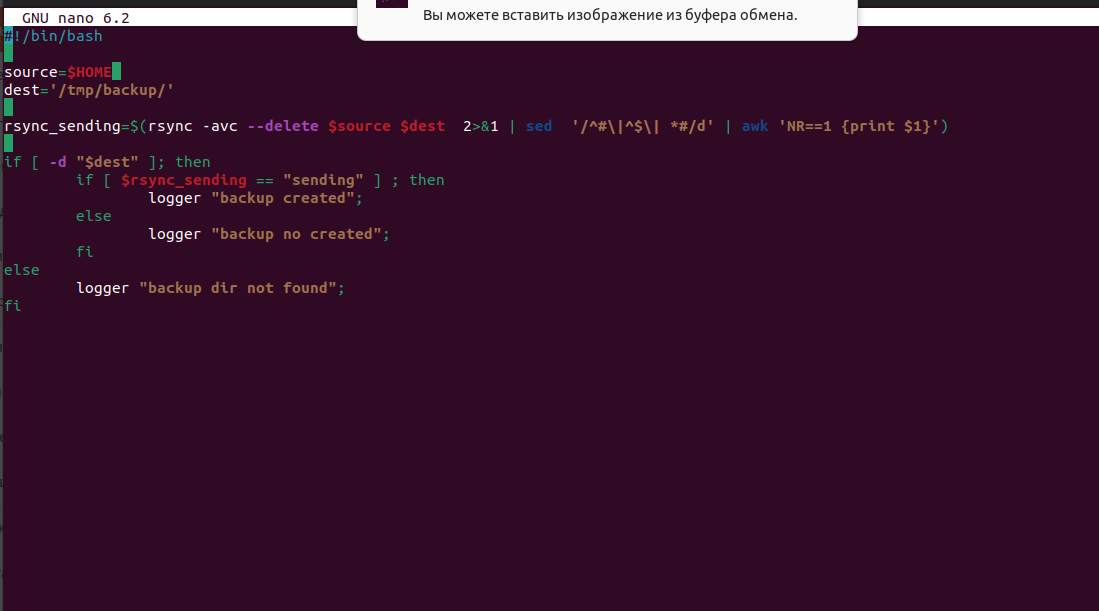 GNU nano 6.2
Вы можете вставить изображение из буфера обмена.
#!/bin/bash
source=$HOME
dest='/tmp/backup/'
rsync_sending=$(rsync -avc --delete $source $dest  2>&1 | sed  '/^#\|^$\| *#/d' | awk 'NR==1 {print $1}')
if [ -d "$dest" ]; then
        if [ $rsync_sending == "sending" ] ; then
                logger "backup created";
        else
                logger "backup no created";
        fi
else
        logger "backup dir not found";
fi